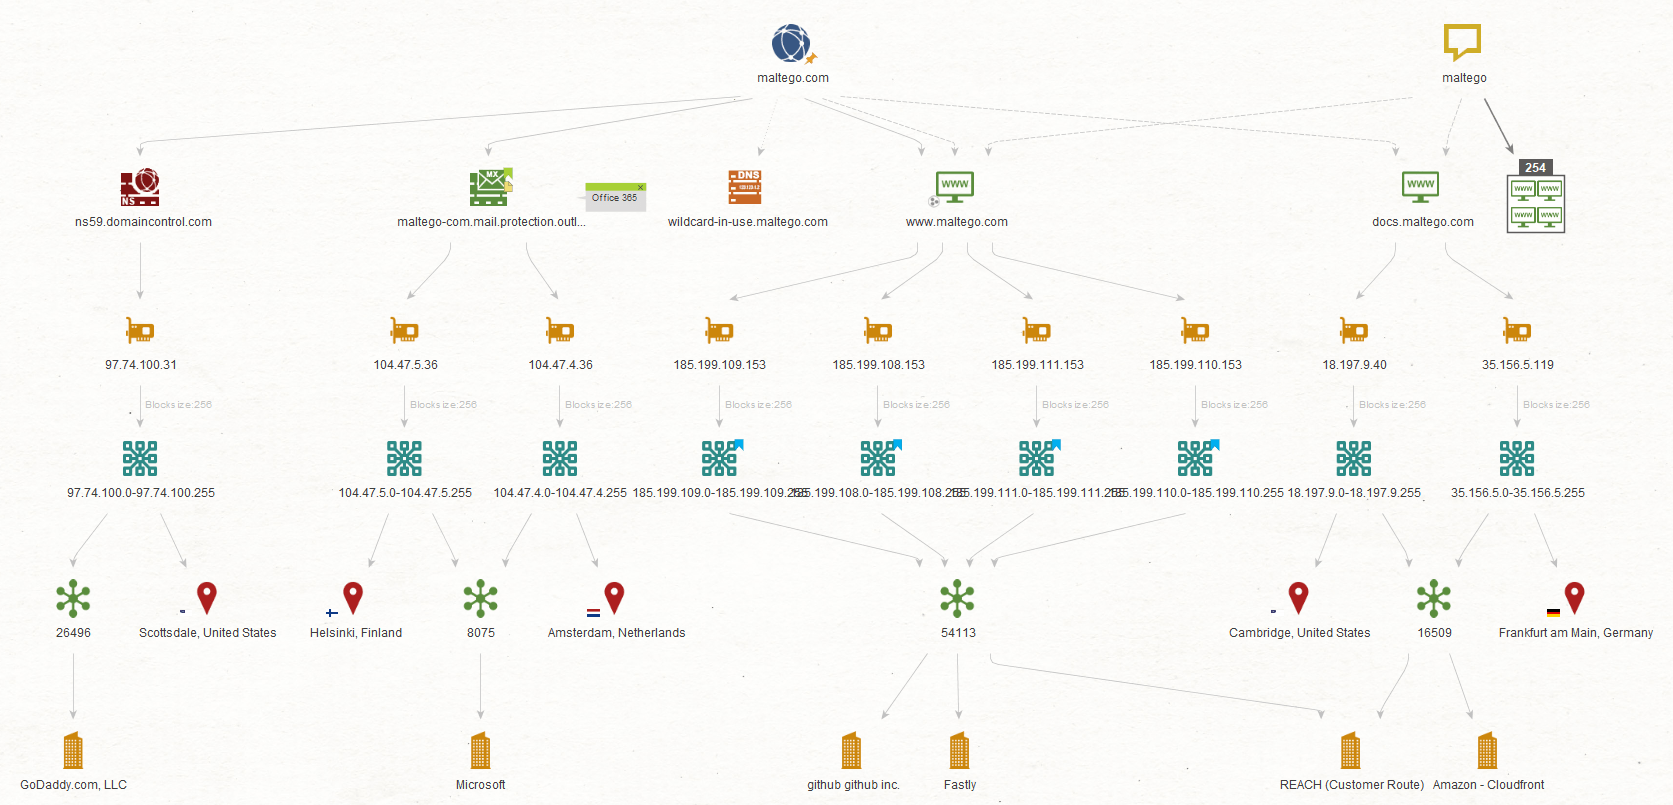 maltego.com
maltego
254
MX
Office 365
DNS
WWW
WWW
WWW WWW
WWW WWW
NS
ns59.domaincontrol.com
maltego-com.mail.protection.outl...
wildcard-in-use.maltego.com
www.maltego.com
docs.maltego.com
97.74.100.31
104.47.5.36
104.47.4.36
185.199.109.153
185.199.108.153
185.199.111.153
185.199.110.153
18.197.9.40
35.156.5.119
Blocksize:256
Blocksize:256
Blocksize:256
Blocksize:256
Blocksize:256
Blocksize:256
Blocksize:256
Blocksize:256
Blocksize:256
97.74.100.0-97.74.100.255
104.47.5.0-104.47.5.255
104.47.4.0-104.47.4.255
185.199.109.0-185.199.109.255
185.199.108.0-185.199.108.255
185.199.111.0-185.199.111.255
185.199.110.0-185.199.110.255
18.197.9.0-18.197.9.255
35.156.5.0-35.156.5.255
26496
Scottsdale, United States
Helsinki, Finland
8075
Amsterdam, Netherlands
54113
Cambridge, United States
16509
Frankfurt am Main, Germany
GoDaddy.com, LLC
Microsoft
github github inc.
Fastly
REACH (Customer Route)
Amazon - Cloudfront